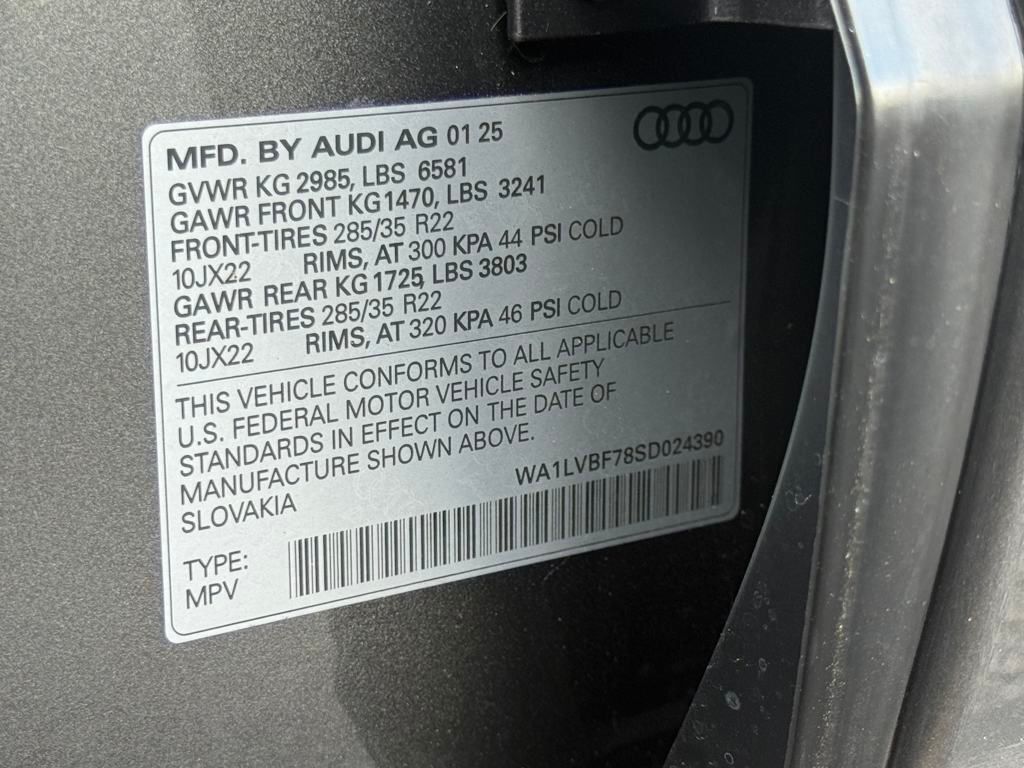 MFD. BY AUDI AG 01 25
GVWR KG 2985, LBS 6581
GAWR FRONT KG1470, LBS 3241
FRONT-TIRES 285/35 R22
10JX22 RIMS, AT 300 KPA 44 PSI COLD
GAWR REAR KG1725, LBS 3803
REAR-TIRES 285/35 R22
10JX22 RIMS, AT 320 KPA 46 PSI COLD
THIS VEHICLE CONFORMS TO ALL APPLICABLE
U.S. FEDERAL MOTOR VEHICLE SAFETY
STANDARDS IN EFFECT ON THE DATE OF
MANUFACTURE SHOWN ABOVE.
SLOVAKIA
WA1LVBF78SD024390
TYPE:
MPV